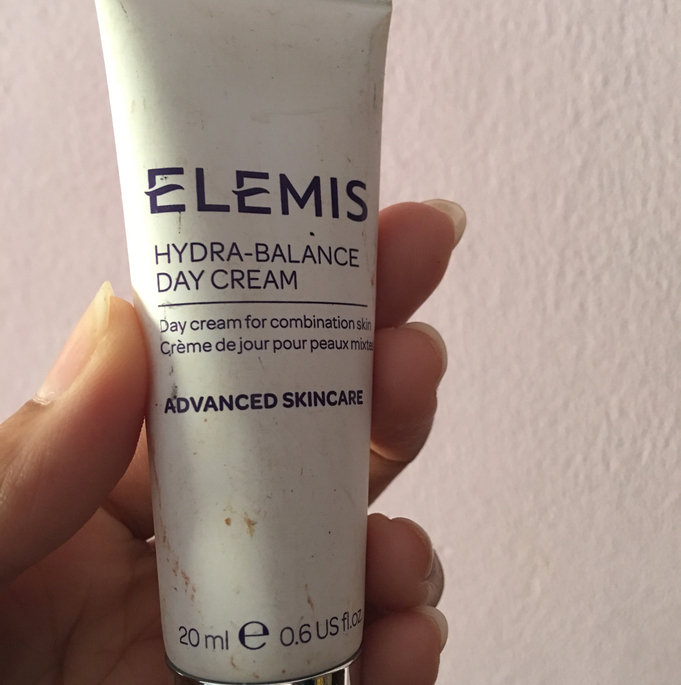 ELEMIS
HYDRA-BALANCE
DAY CREAM
Day cream for combination skin
Crème de jour pour peaux mixtes
ADVANCED SKINCARE
20 ml e 0.6 US fl.oz